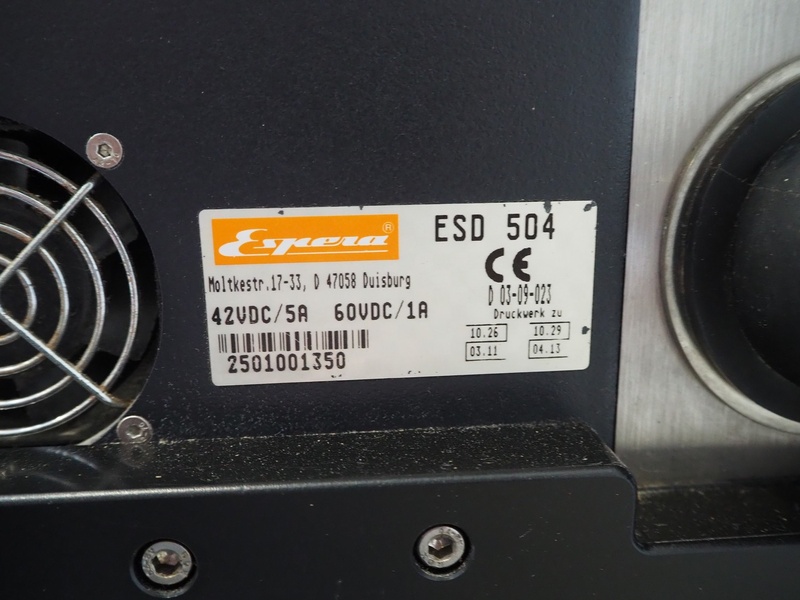 Espera®
ESD 504
Moltkestr.17-33, D 47058 Duisburg
CE
D 03-09-023
42VDC/5A 60VDC/1A
Druckwerk zu
10.26 10.29
03.11 04.13
2501001350